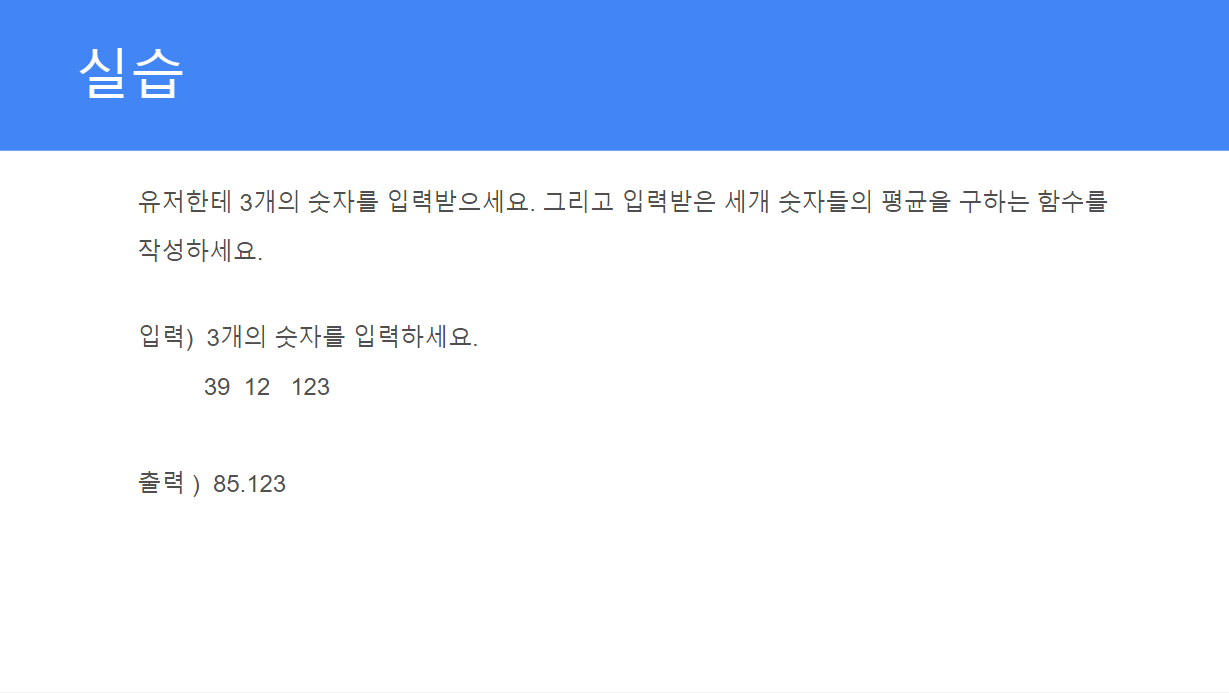 실습
유저한테 3개의 숫자를 입력받으세요. 그리고 입력받은 세개 숫자들의 평균을 구하는 함수를
작성하세요.
입력) 3개의 숫자를 입력하세요.
39 12 123
출력 ) 85.123